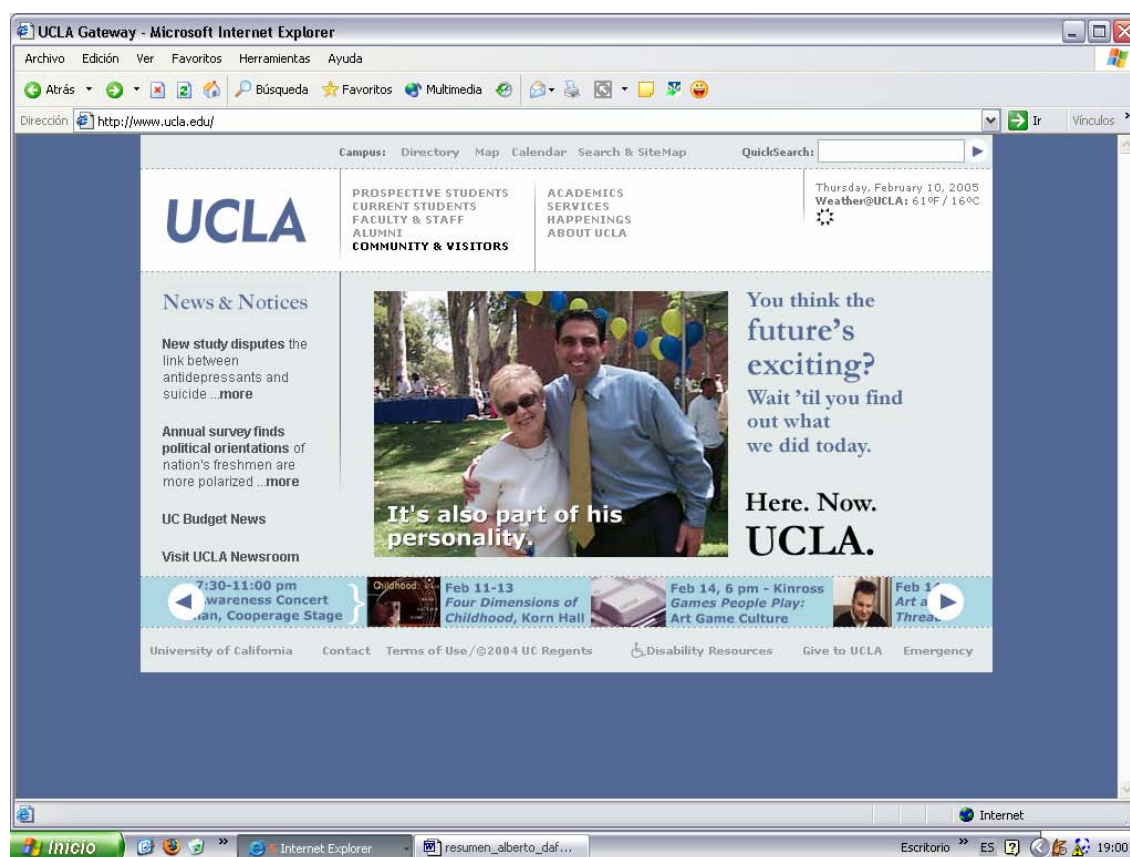 UCLA Gateway - Microsoft Internet Explorer
Archivo Edición Ver Favoritos Herramientas Ayuda
Atrás Búsqueda Favoritos Multimedia
Dirección http://www.ucla.edu/ Ir Vínculos
Campus: Directory Map Calendar Search & SiteMap QuickSearch:
UCLA
PROSPECTIVE STUDENTS
CURRENT STUDENTS
FACULTY & STAFF
ALUMNI
COMMUNITY & VISITORS
ACADEMICS
SERVICES
HAPPENINGS
ABOUT UCLA
Thursday, February 10, 2005
Weather@UCLA: 61ºF / 16ºC
News & Notices
New study disputes the
link between
antidepressants and
suicide ...more
Annual survey finds
political orientations of
nation's freshmen are
more polarized ...more
UC Budget News
Visit UCLA Newsroom
It's also part of his
personality.
You think the
future's
exciting?
Wait 'til you find
out what
we did today.
Here. Now.
UCLA.
7:30-11:00 pm
wareness Concert
an, Cooperage Stage
Childhood:
Feb 11-13
Four Dimensions of
Childhood, Korn Hall
Feb 14, 6 pm - Kinross
Games People Play:
Art Game Culture
Feb 1
Art a
Threa
University of California Contact Terms of Use/©2004 UC Regents Disability Resources Give to UCLA Emergency
Internet
Inicio » 5 Internet Explorer resumen_alberto_daf... Escritorio » ES 19:00